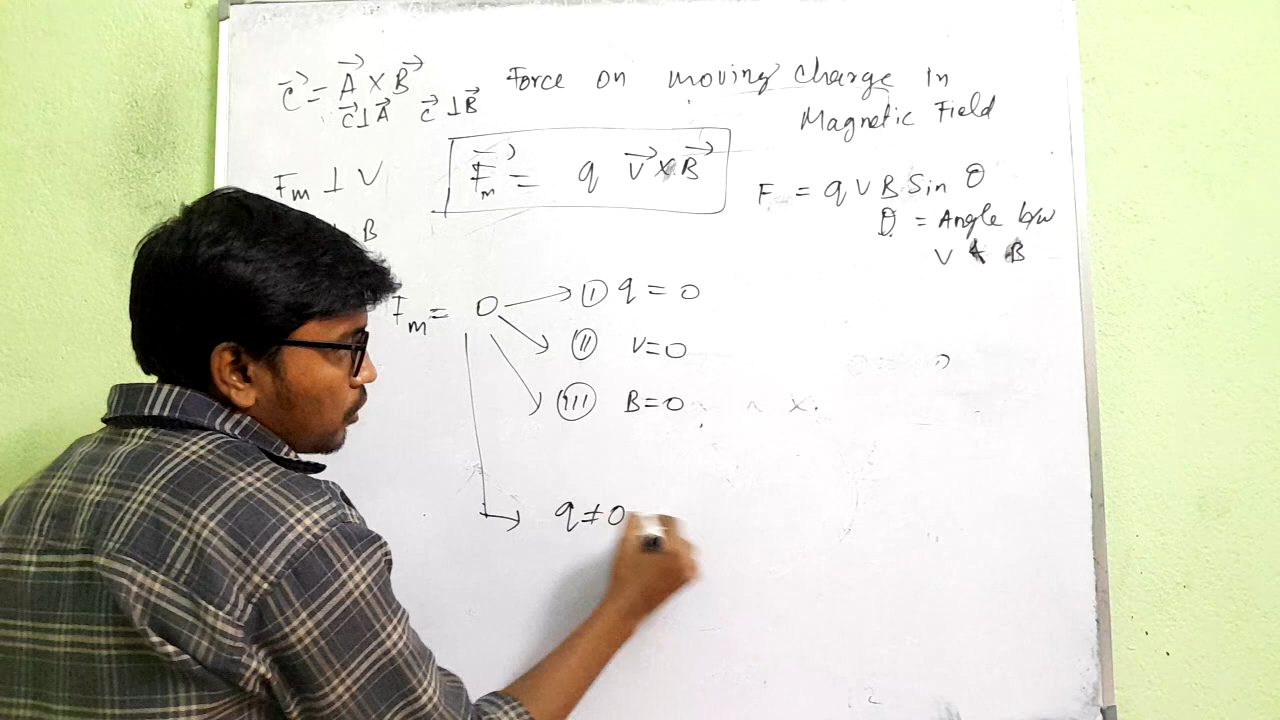 C⃗ = A⃗ × B⃗
C⃗ ⊥ A⃗ C⃗ ⊥ B⃗
Force on moving charge in
Magnetic Field
F⃗m = q V⃗ × B⃗
Fm ⊥ V
⊥ B
F = q V B Sin θ
θ = Angle b/w
V & B
Fm = 0 → (I) q = 0
(II) V=0
(III) B=0
→ q ≠ 0